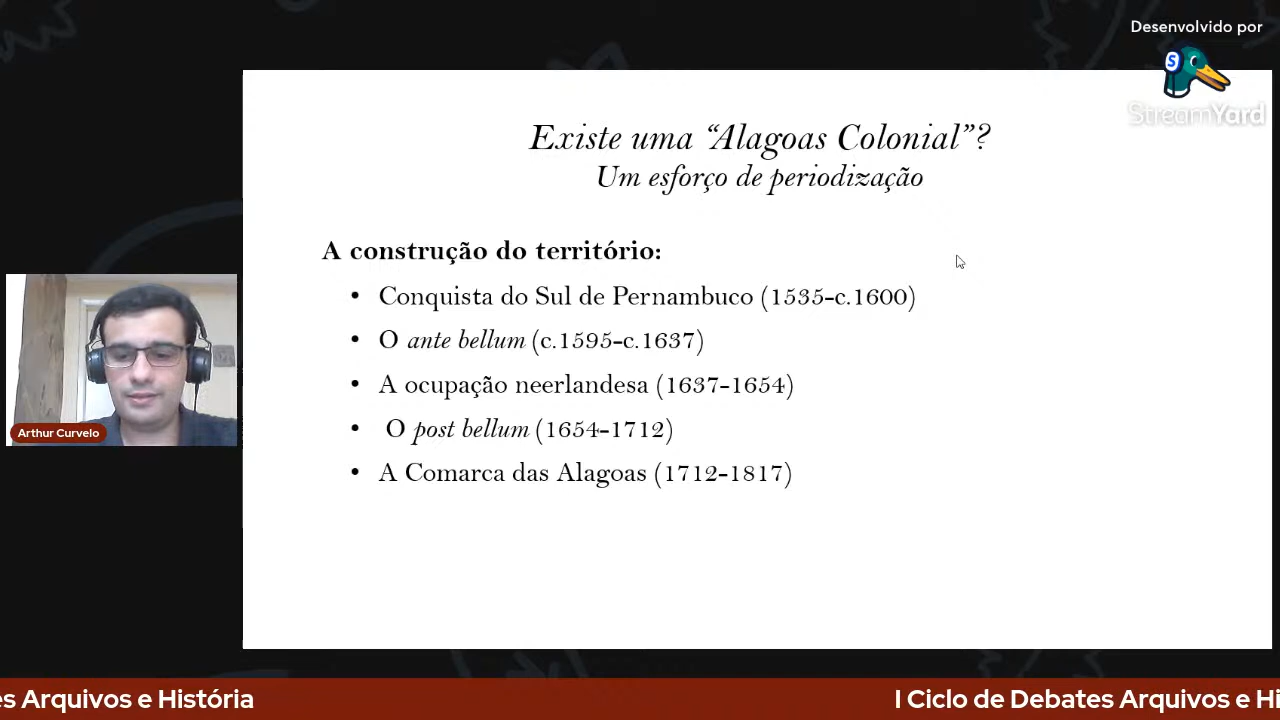 Desenvolvido por
S
StreamYard
Existe uma “Alagoas Colonial”?
Um esforço de periodização
A construção do território:
• Conquista do Sul de Pernambuco (1535-c.1600)
• O ante bellum (c.1595-c.1637)
• A ocupação neerlandesa (1637-1654)
• O post bellum (1654-1712)
• A Comarca das Alagoas (1712-1817)
Arthur Curvelo
es Arquivos e História
I Ciclo de Debates Arquivos e Hi